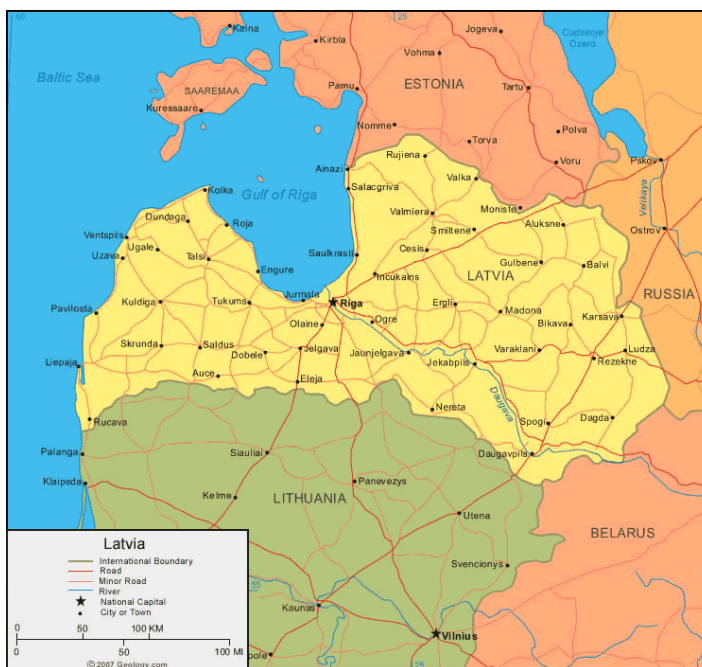 60
25
Kaina
Kirbla
Jogeva
Cudskoje
Ozero
Vohma
Baltic Sea
ESTONIA
SAAREMAA
Parnu
Tartu
Kuressaare
Nomme
Polva
Torva
Rujiena
Voru
Pskov
Ainazi
Valka
Kolka
Salacgriva
Gulf of Riga
Velikaya
Dundaga
Valmiera
Moniste
Roja
Smiltene
Aluksne
Ostrov
Ventspils
Ugale
Cesis
Uzava
Talsi
Saulkrasti
Gulbene
Balvi
Engure
Incukalns
LATVIA
RUSSIA
Pavilosta
Kuldiga
Tukums
Jurmala
Riga
Ergli
Madona
Karsava
Olaine
Ogre
Bikava
Skrunda
Saldus
Dobele
Jelgava
Jaunjelgava
Varaklani
Ludza
Rezekne
Liepaja
Auce
Eleja
Jekabpils
Daugava
Nereta
Rucava
Spogi
Dagda
Palanga
Siauliai
Daugavpils
Klaipeda
Kelme
LITHUANIA
Panevezys
Utena
BELARUS
Svencionys
Latvia
International Boundary
Road
Minor Road
River
National Capital
City or Town
55
Kaunas
0 50 100 KM
0 50 100 MI
Vilnius
pole
© 2007 Geology.com
25